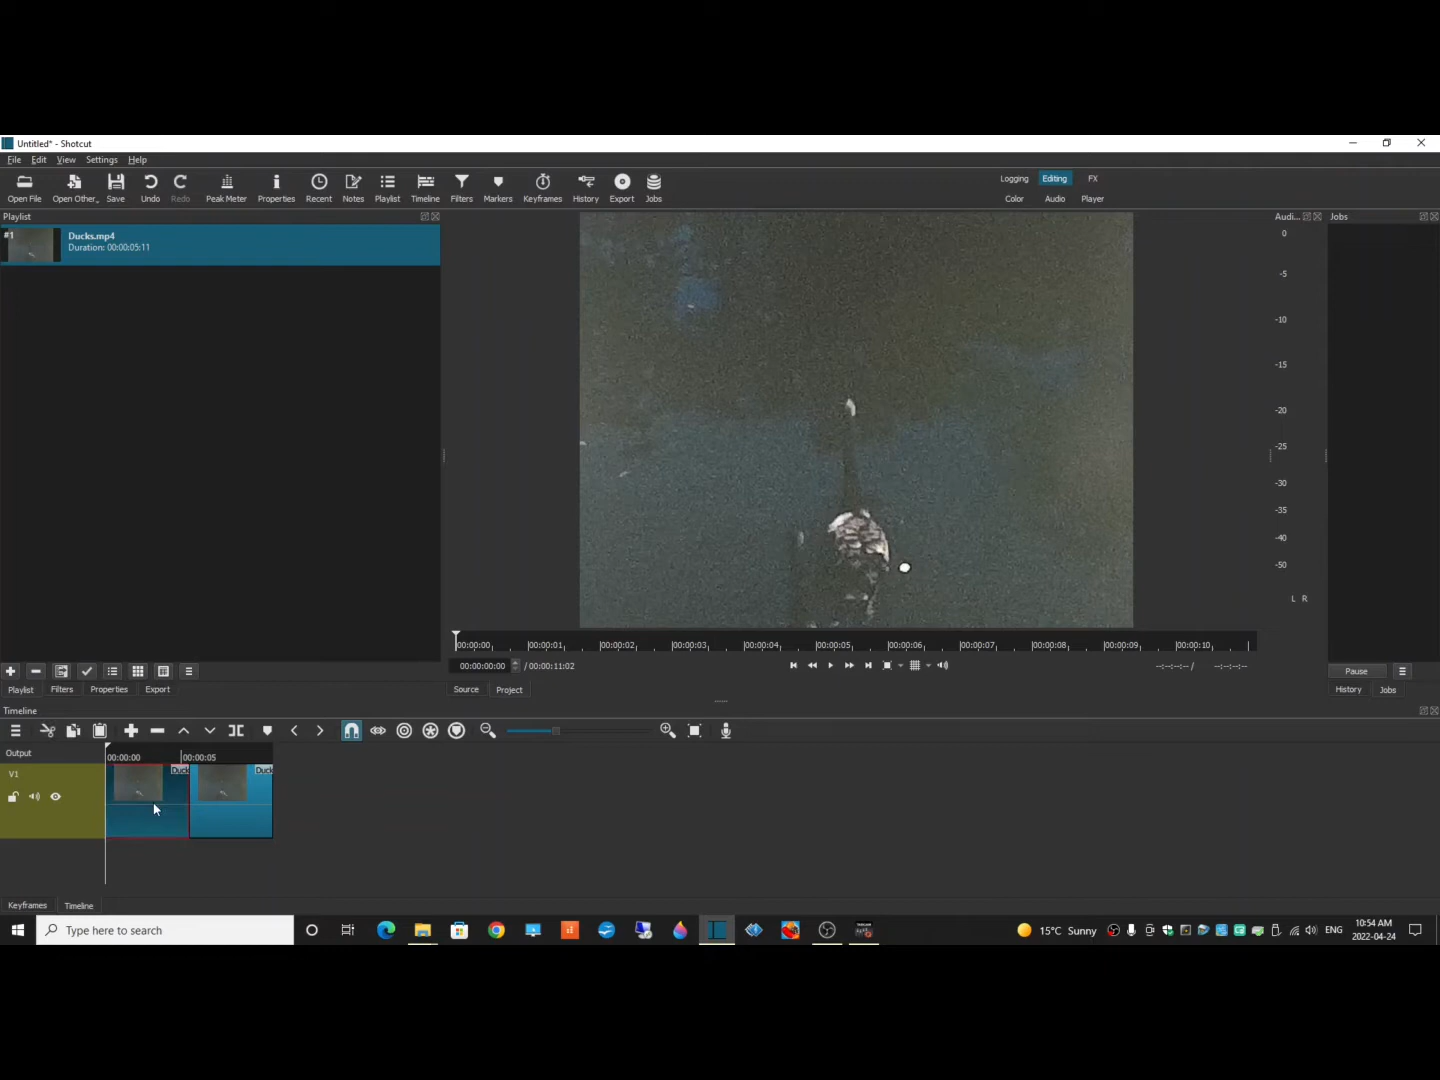 Untitled* - Shotcut
File Edit View Settings Help
Open File Open Other... Save Undo Redo Peak Meter Properties Recent Notes Playlist Timeline Filters Markers Keyframes History Export Jobs
Logging Editing FX
Color Audio Player
Playlist
Audi... Jobs
#1 Ducks.mp4
Duration: 00:00:05:11
0
-5
-10
-15
-20
-25
-30
-35
-40
-50
L R
00:00:00 00:00:01 00:00:02 00:00:03 00:00:04 00:00:05 00:00:06 00:00:07 00:00:08 00:00:09 00:00:10
00:00:00:00 / 00:00:11:02 --:--:--:-- / --:--:--:--
Pause
Playlist Filters Properties Export Source Project History Jobs
Timeline
Output 00:00:00 00:00:05
V1 Duck Duck
Keyframes Timeline
Type here to search
15°C Sunny ENG
10:54 AM
2022-04-24